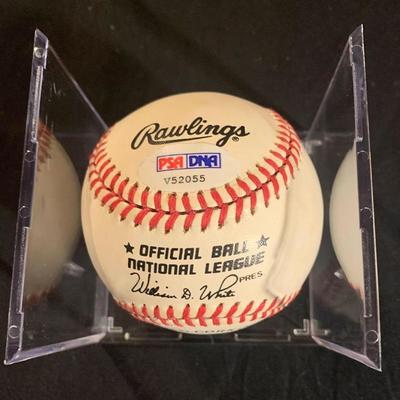 Rawlings
PSA DNA
V52055
OFFICIAL BALL
NATIONAL LEAGUE
William D. White PRES.